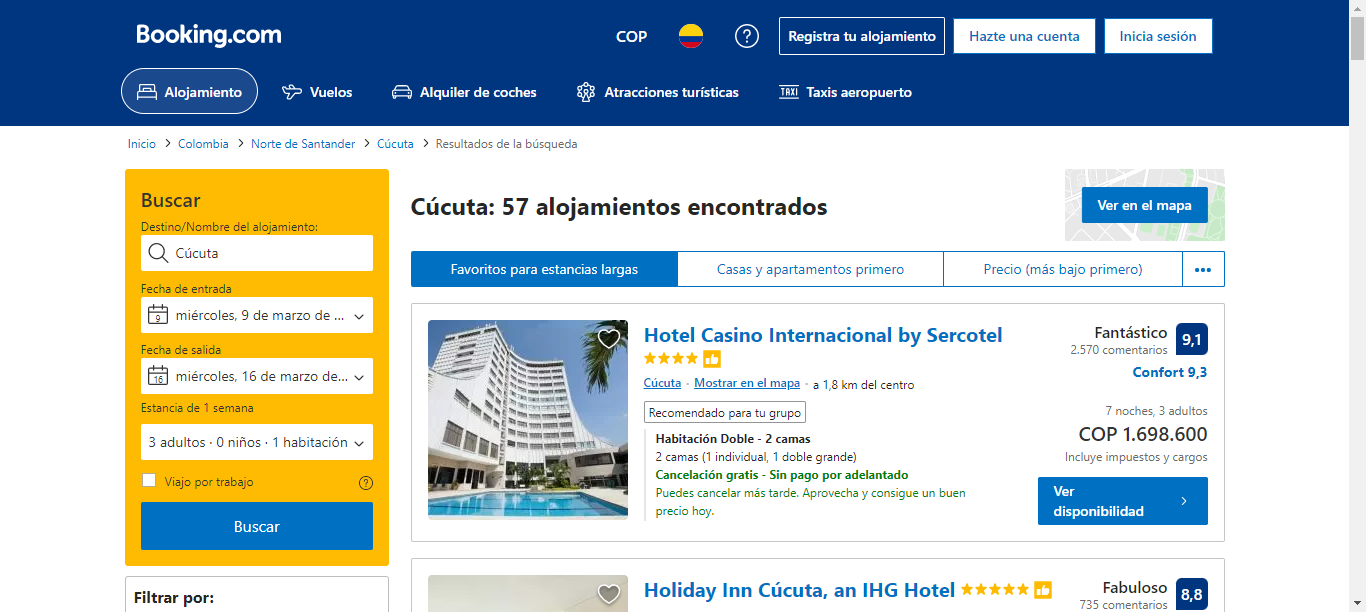 Booking.com
COP
Registra tu alojamiento
Hazte una cuenta
Inicia sesión
Alojamiento
Vuelos
Alquiler de coches
Atracciones turísticas
TAXI Taxis aeropuerto
Inicio > Colombia > Norte de Santander > Cúcuta > Resultados de la búsqueda
Buscar
Destino/Nombre del alojamiento:
Cúcuta
Fecha de entrada
9 miércoles, 9 de marzo de ...
Fecha de salida
16 miércoles, 16 de marzo de...
Estancia de 1 semana
3 adultos · 0 niños · 1 habitación
Viajo por trabajo
Buscar
Filtrar por:
Cúcuta: 57 alojamientos encontrados
Ver en el mapa
Favoritos para estancias largas
Casas y apartamentos primero
Precio (más bajo primero)
Hotel Casino Internacional by Sercotel
Cúcuta · Mostrar en el mapa · a 1,8 km del centro
Recomendado para tu grupo
Habitación Doble - 2 camas
2 camas (1 individual, 1 doble grande)
Cancelación gratis - Sin pago por adelantado
Puedes cancelar más tarde. Aprovecha y consigue un buen
precio hoy.
Fantástico 9,1
2.570 comentarios
Confort 9,3
7 noches, 3 adultos
COP 1.698.600
Incluye impuestos y cargos
Ver
disponibilidad
Holiday Inn Cúcuta, an IHG Hotel
Fabuloso 8,8
735 comentarios